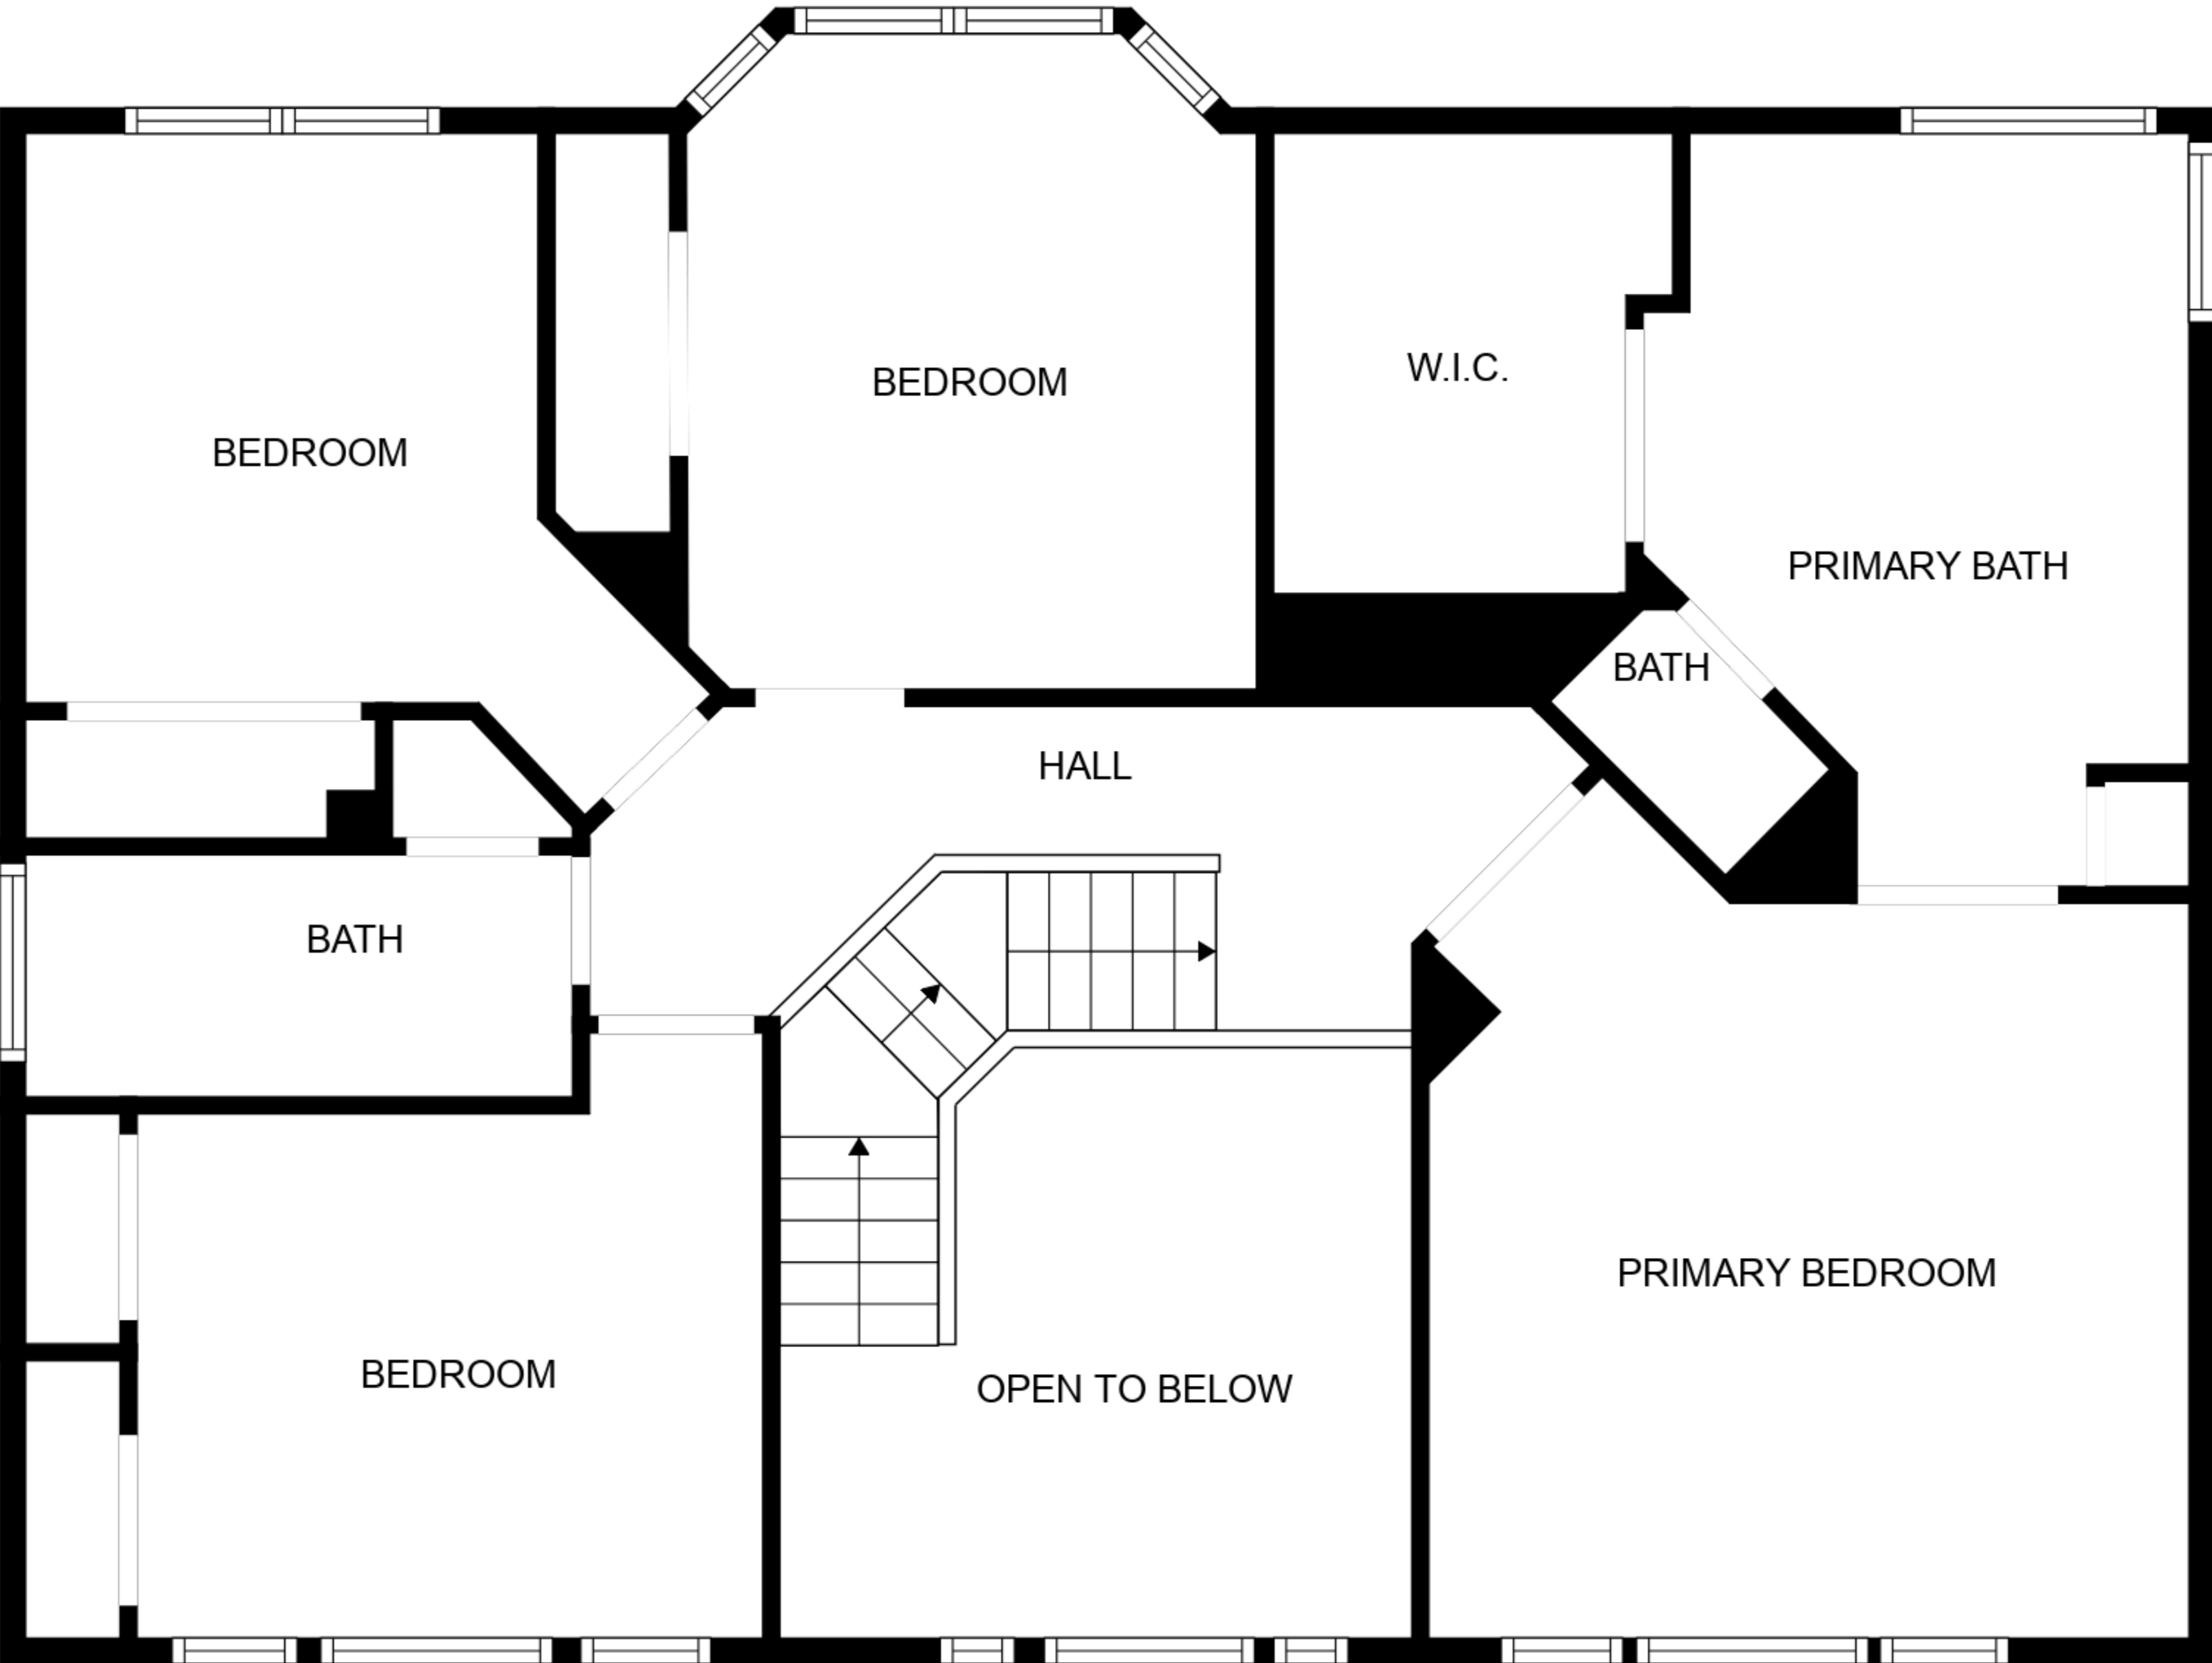 BEDROOM
W.I.C.
BEDROOM
PRIMARY BATH
BATH
HALL
BATH
PRIMARY BEDROOM
BEDROOM
OPEN TO BELOW